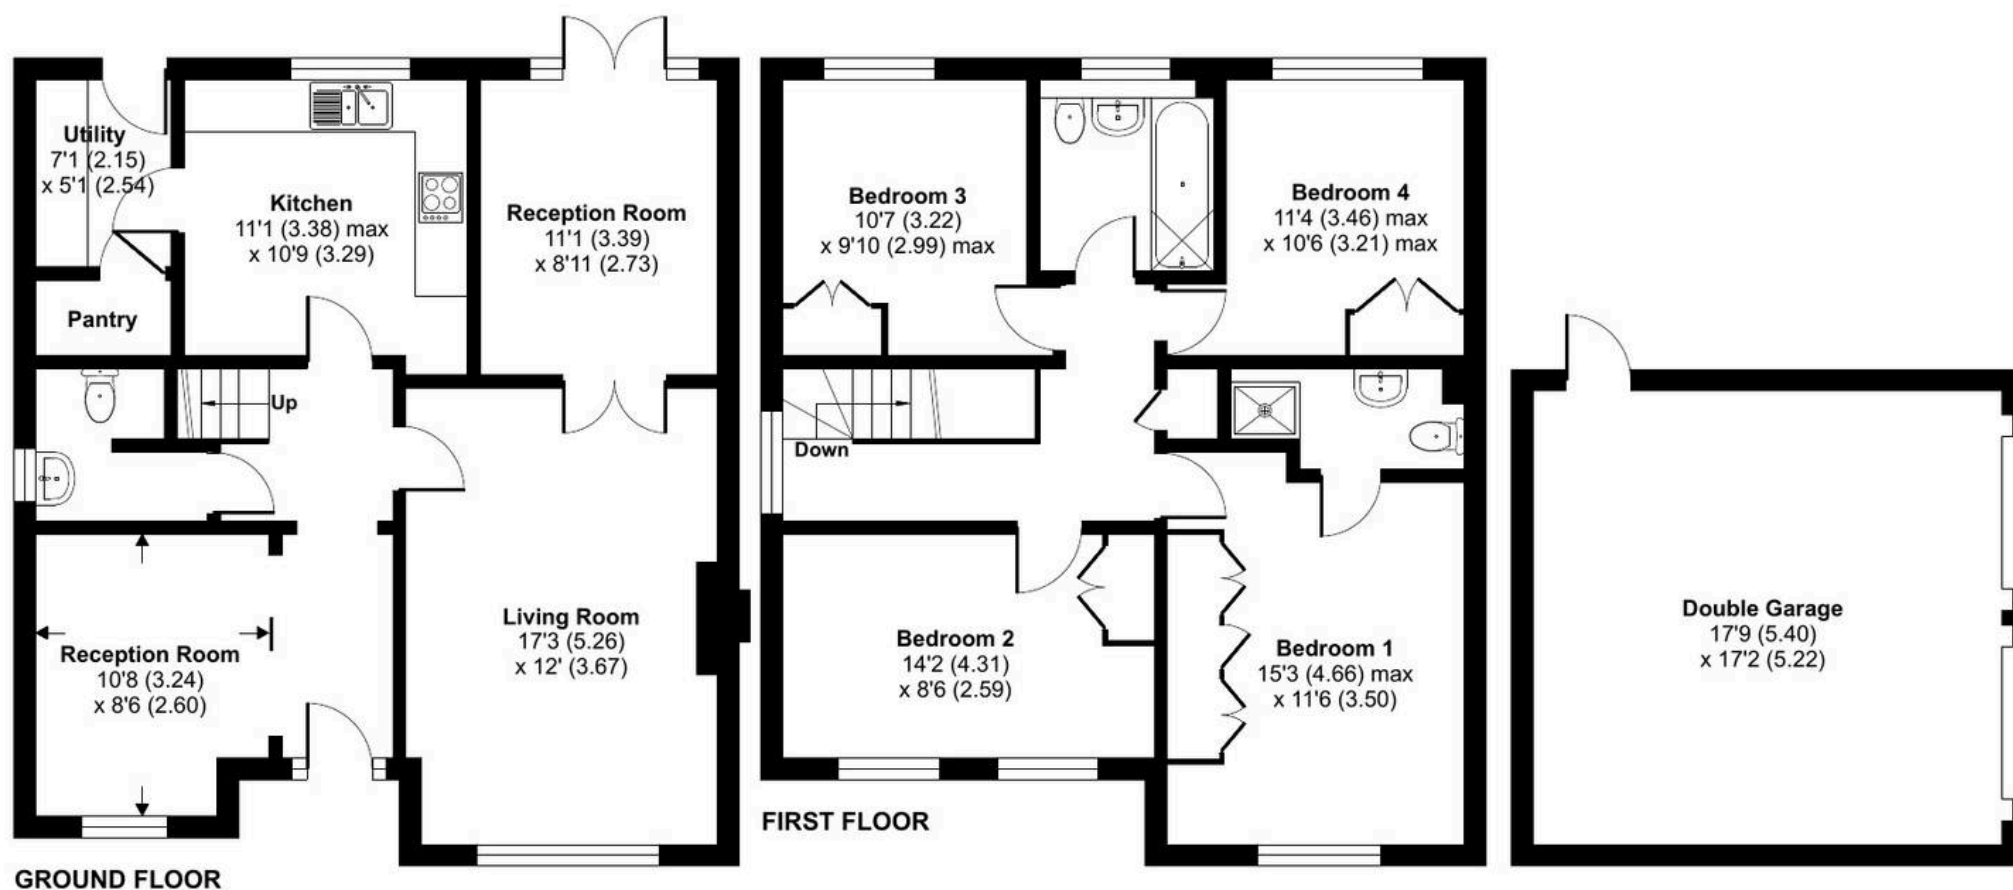 Utility
7'1 (2.15)
x 5'1 (2.54)
Kitchen
11'1 (3.38) max
x 10'9 (3.29)
Reception Room
11'1 (3.39)
x 8'11 (2.73)
Pantry
Up
Reception Room
10'8 (3.24)
x 8'6 (2.60)
Living Room
17'3 (5.26)
x 12' (3.67)
GROUND FLOOR
Bedroom 3
10'7 (3.22)
x 9'10 (2.99) max
Bedroom 4
11'4 (3.46) max
x 10'6 (3.21) max
Down
Bedroom 2
14'2 (4.31)
x 8'6 (2.59)
Bedroom 1
15'3 (4.66) max
x 11'6 (3.50)
FIRST FLOOR
Double Garage
17'9 (5.40)
x 17'2 (5.22)